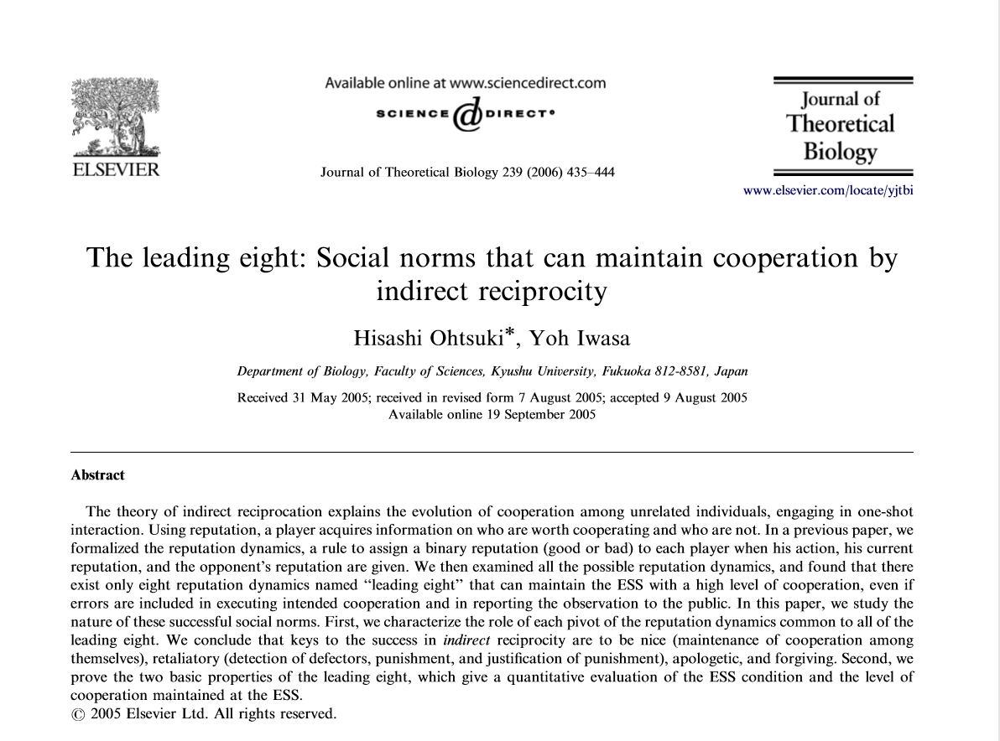 Available online at www.sciencedirect.com
SCIENCE @ DIRECT®
ELSEVIER
Journal of Theoretical Biology 239 (2006) 435–444
Journal of
Theoretical
Biology
www.elsevier.com/locate/yjtbi
The leading eight: Social norms that can maintain cooperation by
indirect reciprocity
Hisashi Ohtsuki*, Yoh Iwasa
Department of Biology, Faculty of Sciences, Kyushu University, Fukuoka 812-8581, Japan
Received 31 May 2005; received in revised form 7 August 2005; accepted 9 August 2005
Available online 19 September 2005
Abstract
The theory of indirect reciprocation explains the evolution of cooperation among unrelated individuals, engaging in one-shot
interaction. Using reputation, a player acquires information on who are worth cooperating and who are not. In a previous paper, we
formalized the reputation dynamics, a rule to assign a binary reputation (good or bad) to each player when his action, his current
reputation, and the opponent's reputation are given. We then examined all the possible reputation dynamics, and found that there
exist only eight reputation dynamics named “leading eight” that can maintain the ESS with a high level of cooperation, even if
errors are included in executing intended cooperation and in reporting the observation to the public. In this paper, we study the
nature of these successful social norms. First, we characterize the role of each pivot of the reputation dynamics common to all of the
leading eight. We conclude that keys to the success in indirect reciprocity are to be nice (maintenance of cooperation among
themselves), retaliatory (detection of defectors, punishment, and justification of punishment), apologetic, and forgiving. Second, we
prove the two basic properties of the leading eight, which give a quantitative evaluation of the ESS condition and the level of
cooperation maintained at the ESS.
© 2005 Elsevier Ltd. All rights reserved.